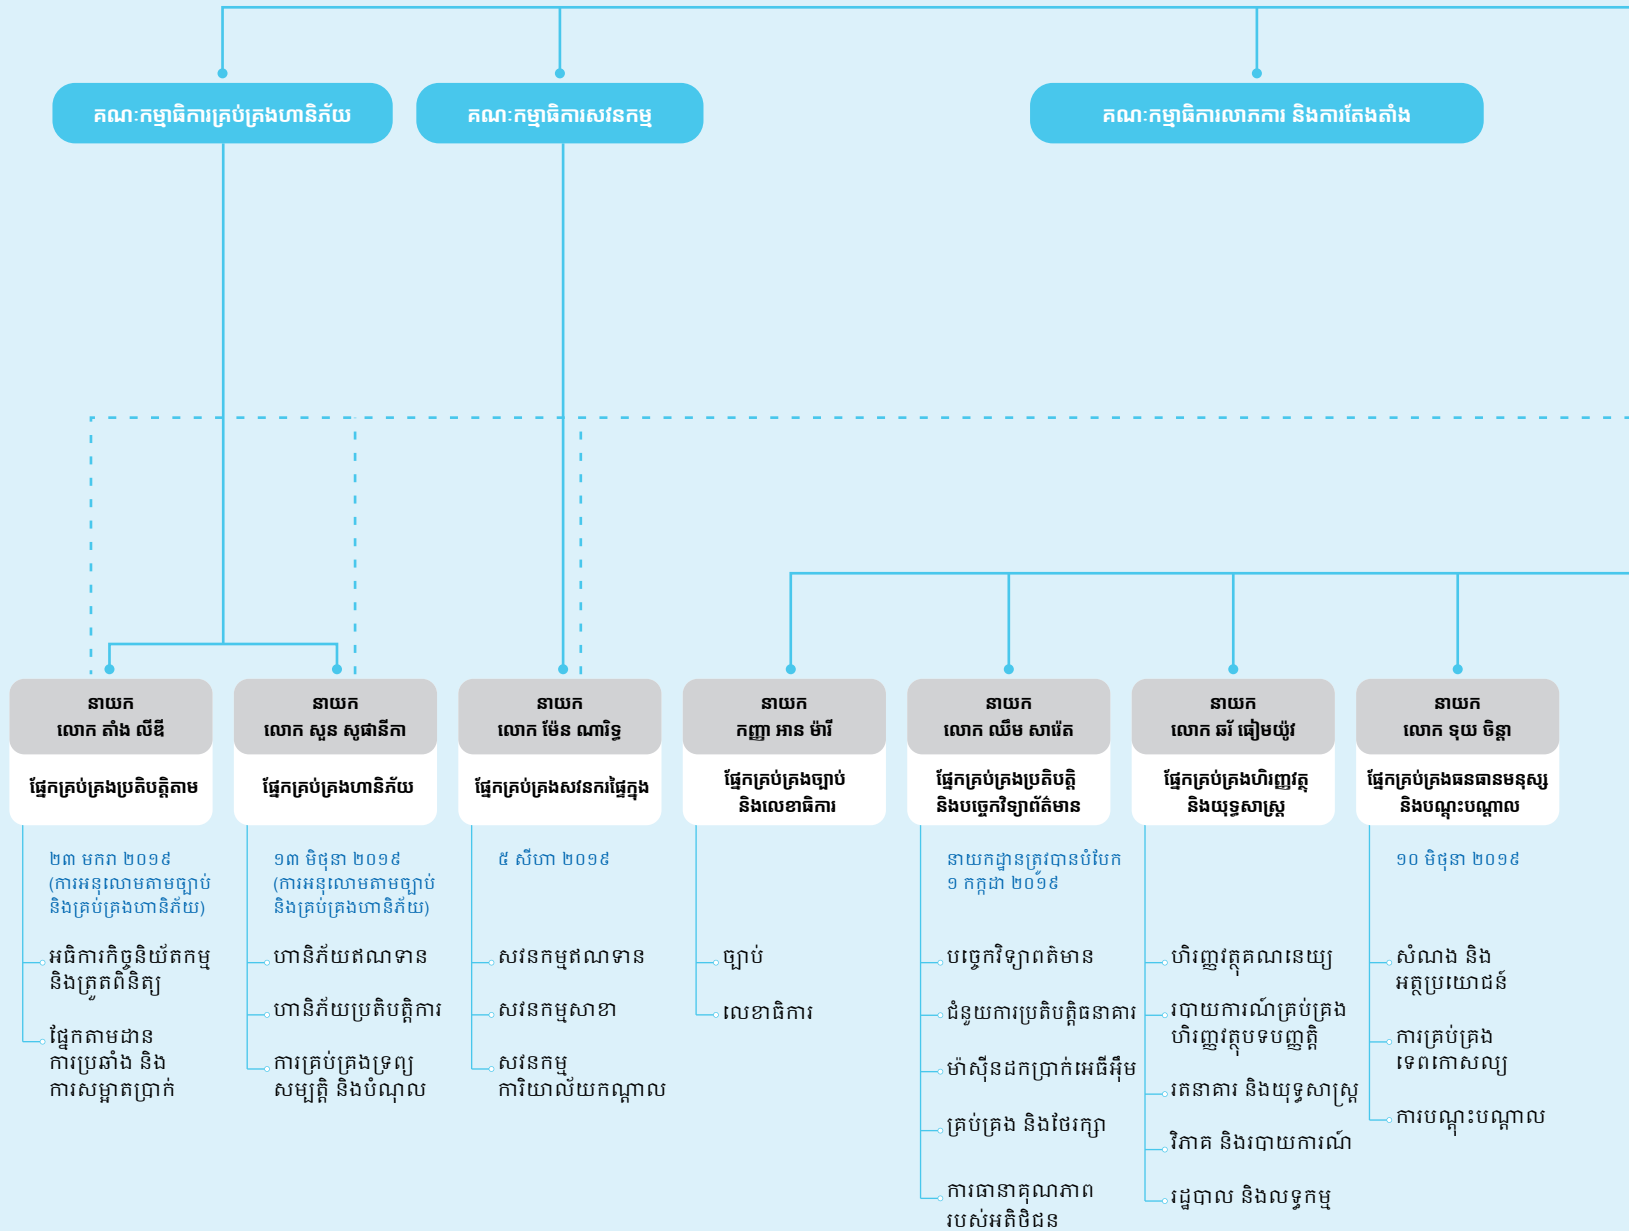 គណៈកម្មាធិការគ្រប់គ្រងហានិភ័យ
គណៈកម្មាធិការសវនកម្ម
គណៈកម្មាធិការលាភការ និងការតែងតាំង
នាយក
លោក តាំង លីឌី
ផ្នែកគ្រប់គ្រងប្រតិបត្តិតាម
២៣ មករា ២០១៩
(ការអនុលោមតាមច្បាប់
និងគ្រប់គ្រងហានិភ័យ)
អធិការកិច្ចនិយ័តកម្ម
និងត្រួតពិនិត្យ
ផ្នែកតាមដាន
ការប្រឆាំង និង
ការសម្អាតប្រាក់
នាយក
លោក សួន សូផានីកា
ផ្នែកគ្រប់គ្រងហានិភ័យ
១៣ មិថុនា ២០១៩
(ការអនុលោមតាមច្បាប់
និងគ្រប់គ្រងហានិភ័យ)
ហានិភ័យឥណទាន
ហានិភ័យប្រតិបត្តិការ
ការគ្រប់គ្រងទ្រព្យ
សម្បត្តិ និងបំណុល
នាយក
លោក ម៉ែន ណារិទ្ធ
ផ្នែកគ្រប់គ្រងសវនករផ្ទៃក្នុង
៥ សីហា ២០១៩
សវនកម្មឥណទាន
សវនកម្មសាខា
សវនកម្ម
ការិយាល័យកណ្តាល
នាយក
កញ្ញា អាន ម៉ារី
ផ្នែកគ្រប់គ្រងច្បាប់
និងលេខាធិការ
ច្បាប់
លេខាធិការ
នាយក
លោក ឈឹម សារ៉េត
ផ្នែកគ្រប់គ្រងប្រតិបត្តិ
និងបច្ចេកវិទ្យាព័ត៌មាន
នាយកដ្ឋានត្រូវបានបំបែក
១ កក្កដា ២០១៩
បច្ចេកវិទ្យាពត៌មាន
ជំនួយការប្រតិបត្តិធនាគារ
ម៉ាស៊ីនដកប្រាក់អេធីអ៊ឹម
គ្រប់គ្រង និងថែរក្សា
ការធានាគុណភាព
របស់អតិថិជន
នាយក
លោក ឆរ័ ធៀមយ៉ូវ
ផ្នែកគ្រប់គ្រងហិរញ្ញវត្ថុ
និងយុទ្ធសាស្ត្រ
ហិរញ្ញវត្ថុគណនេយ្យ
របាយការណ៍គ្រប់គ្រង
ហិរញ្ញវត្ថុបទបញ្ញត្តិ
រតនាគារ និងយុទ្ធសាស្ត្រ
វិភាគ និងរបាយការណ៍
រដ្ឋបាល និងលទ្ធកម្ម
នាយក
លោក ទុយ ចិន្តា
ផ្នែកគ្រប់គ្រងធនធានមនុស្ស
និងបណ្តុះបណ្តាល
១០ មិថុនា ២០១៩
សំណង និង
អត្ថប្រយោជន៍
ការគ្រប់គ្រង
ទេពកោសល្យ
ការបណ្តុះបណ្តាល